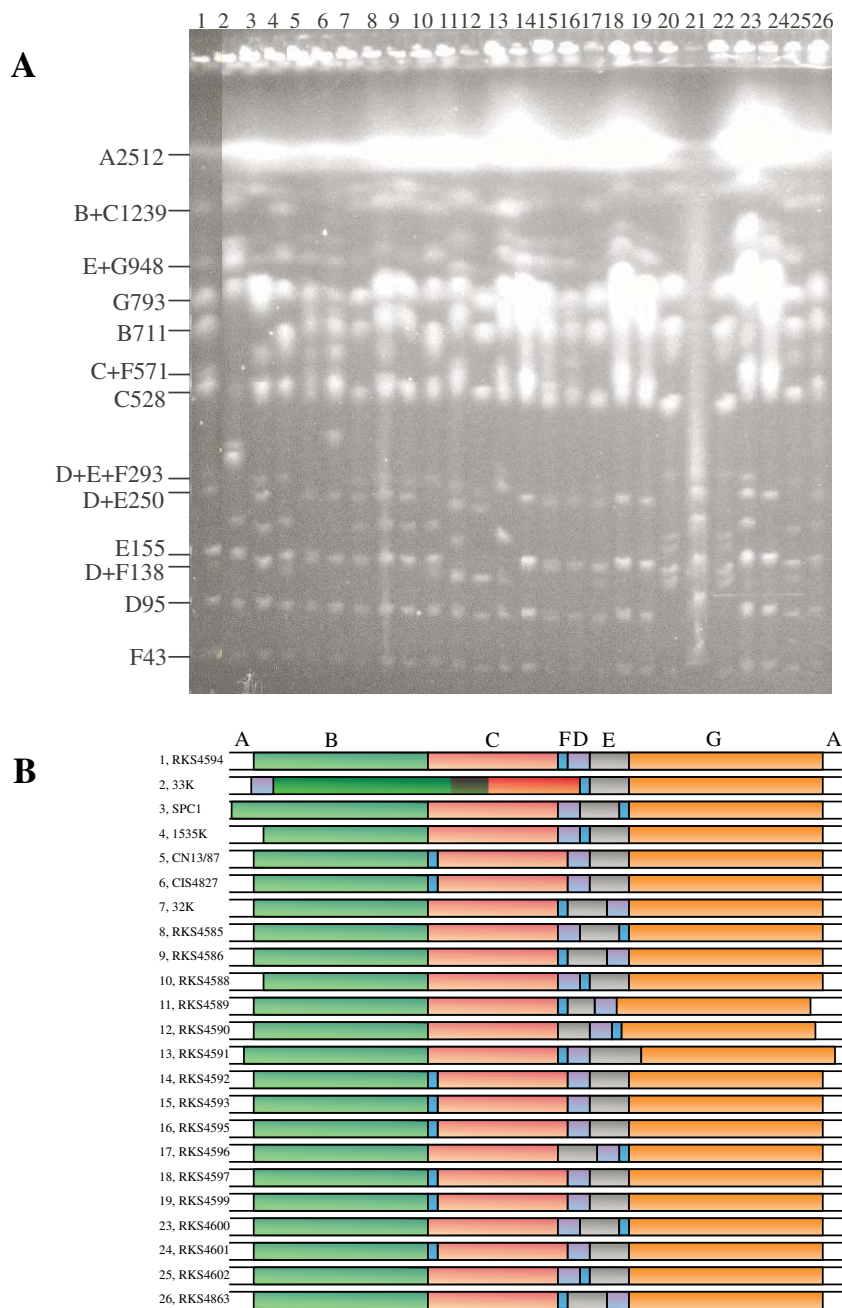 1 2 3 4 5 6 7 8 9 10 11 12 13 14 15 16 17 18 19 20 21 22 23 24 25 26
A
A2512
B+C1239
E+G948
G793
B711
C+F571
C528
D+E+F293
D+E250
E155
D+F138
D95
F43
B
A B C F D E G A
1, RKS4594
2, 33K
3, SPC1
4, 1535K
5, CN13/87
6, CIS4827
7, 32K
8, RKS4585
9, RKS4586
10, RKS4588
11, RKS4589
12, RKS4590
13, RKS4591
14, RKS4592
15, RKS4593
16, RKS4595
17, RKS4596
18, RKS4597
19, RKS4599
23, RKS4600
24, RKS4601
25, RKS4602
26, RKS4863